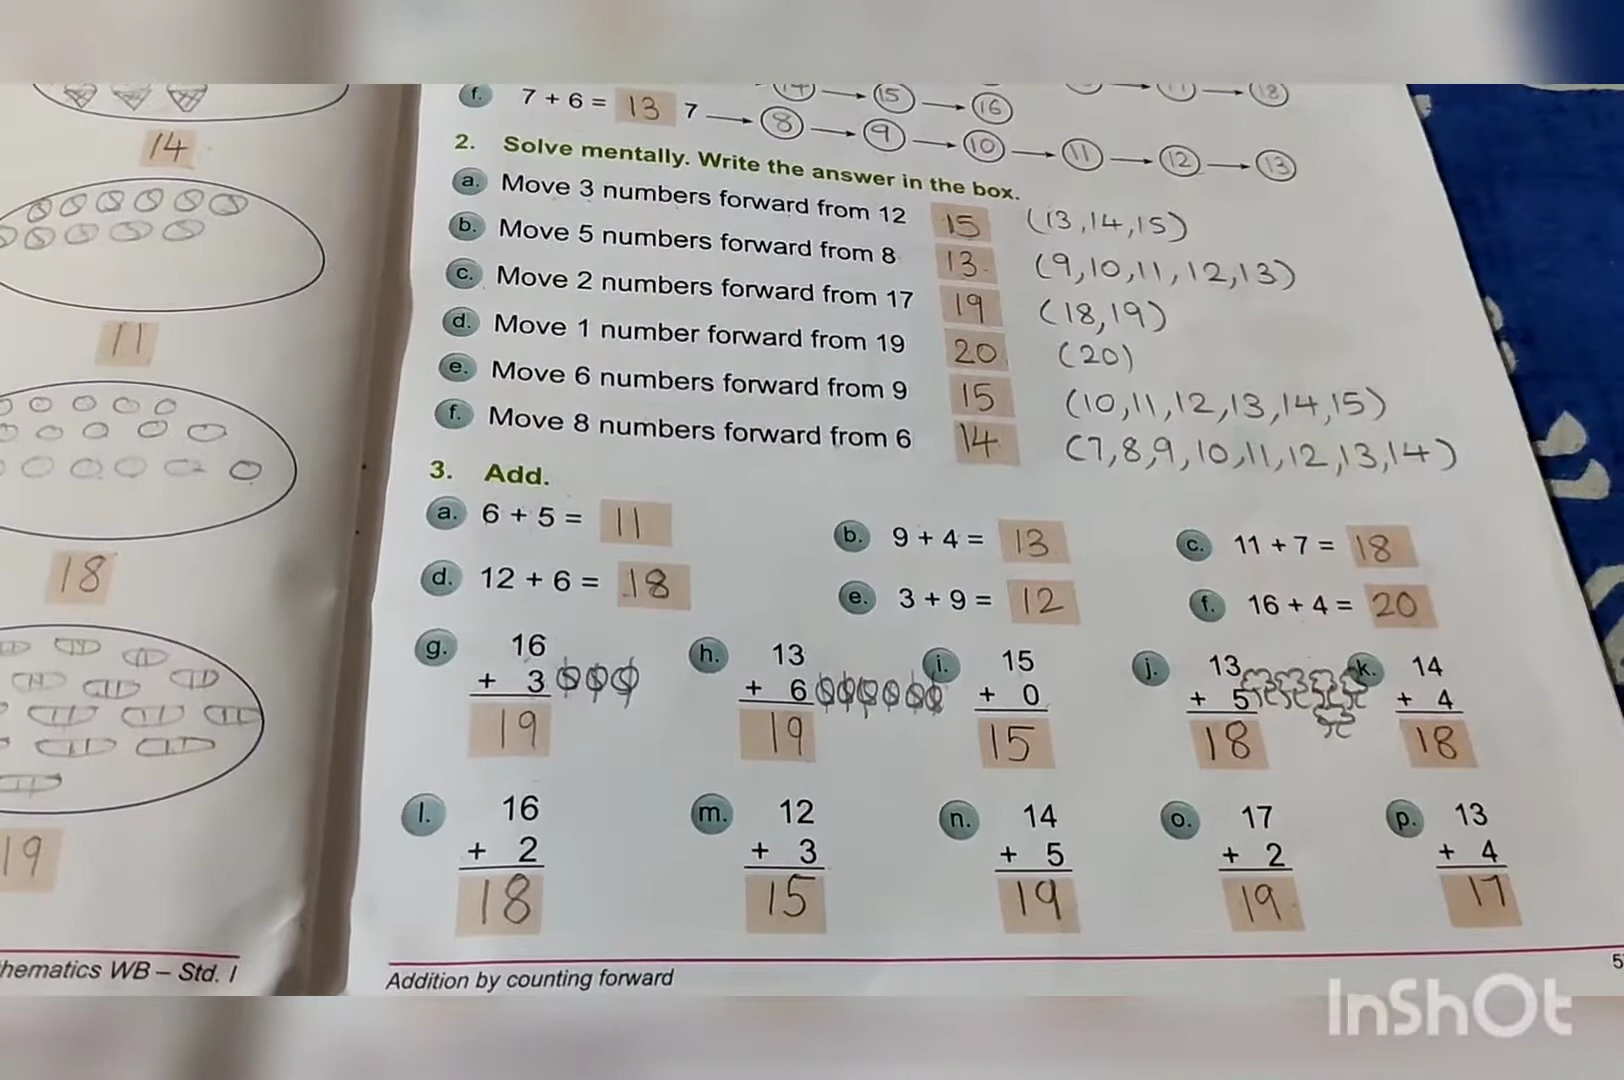 14
11
18
19
hematics WB – Std. I
14 → 15 → 16
11 → 18
f. 7 + 6 = 13 7 → 8 → 9 → 10 → 11 → 12 → 13
2. Solve mentally. Write the answer in the box.
a. Move 3 numbers forward from 12 15 (13,14,15)
b. Move 5 numbers forward from 8 13. (9,10,11,12,13)
c. Move 2 numbers forward from 17 19 (18,19)
d. Move 1 number forward from 19 20 (20)
e. Move 6 numbers forward from 9 15 (10,11,12,13,14,15)
f. Move 8 numbers forward from 6 14 (7,8,9,10,11,12,13,14)
3. Add.
a. 6 + 5 = 11 b. 9 + 4 = 13 c. 11 + 7 = 18
d. 12 + 6 = 18 e. 3 + 9 = 12 f. 16 + 4 = 20
g. 16 h. 13 i. 15 j. 13 k. 14
+ 3 + 6 + 0 + 5 + 4
19 19 15 18 18
l. 16 m. 12 n. 14 o. 17 p. 13
+ 2 + 3 + 5 + 2 + 4
18 15 19 19 17
Addition by counting forward
5
InShOt